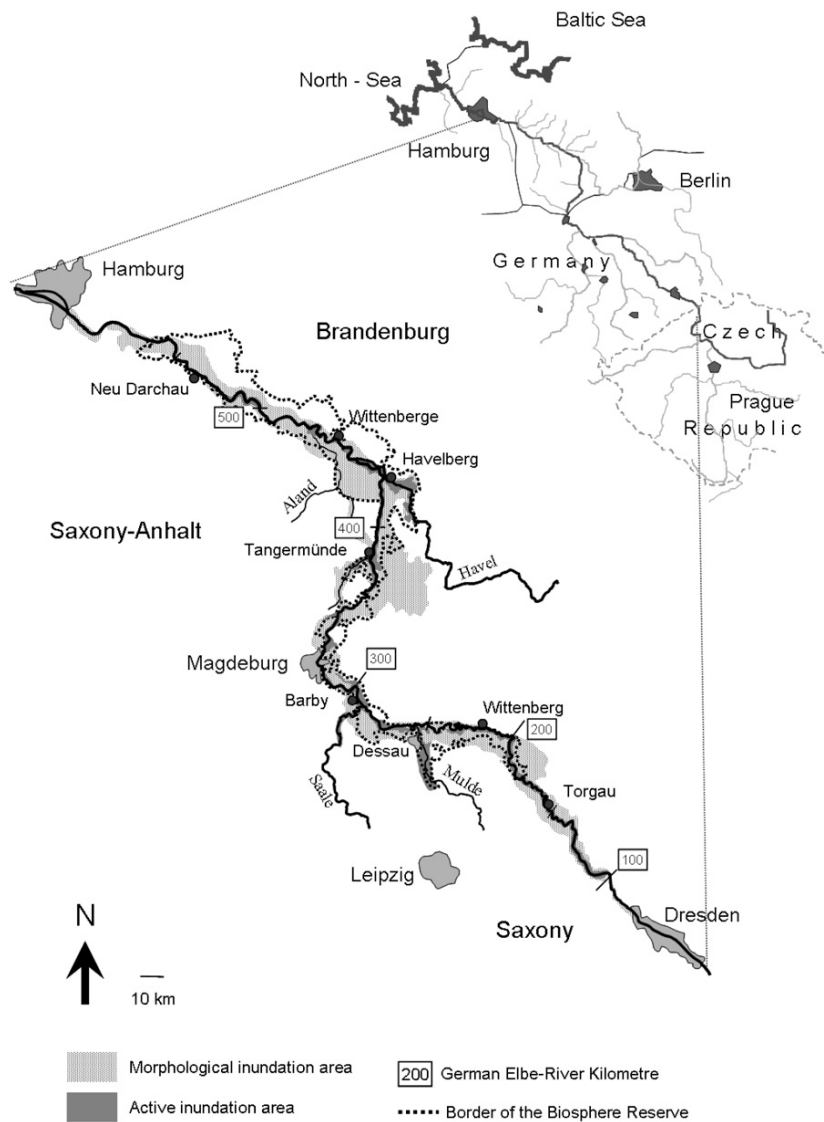 Baltic Sea
North - Sea
Hamburg
Berlin
Germany
Czech
Prague
Republic
Hamburg
Brandenburg
Neu Darchau
500
Wittenberge
Havelberg
Aland
Saxony-Anhalt
400
Tangermünde
Havel
Magdeburg
300
Barby
Wittenberg
200
Dessau
Mulde
Saale
Torgau
Leipzig
100
Dresden
Saxony
N
10 km
Morphological inundation area
200 German Elbe-River Kilometre
Active inundation area
Border of the Biosphere Reserve